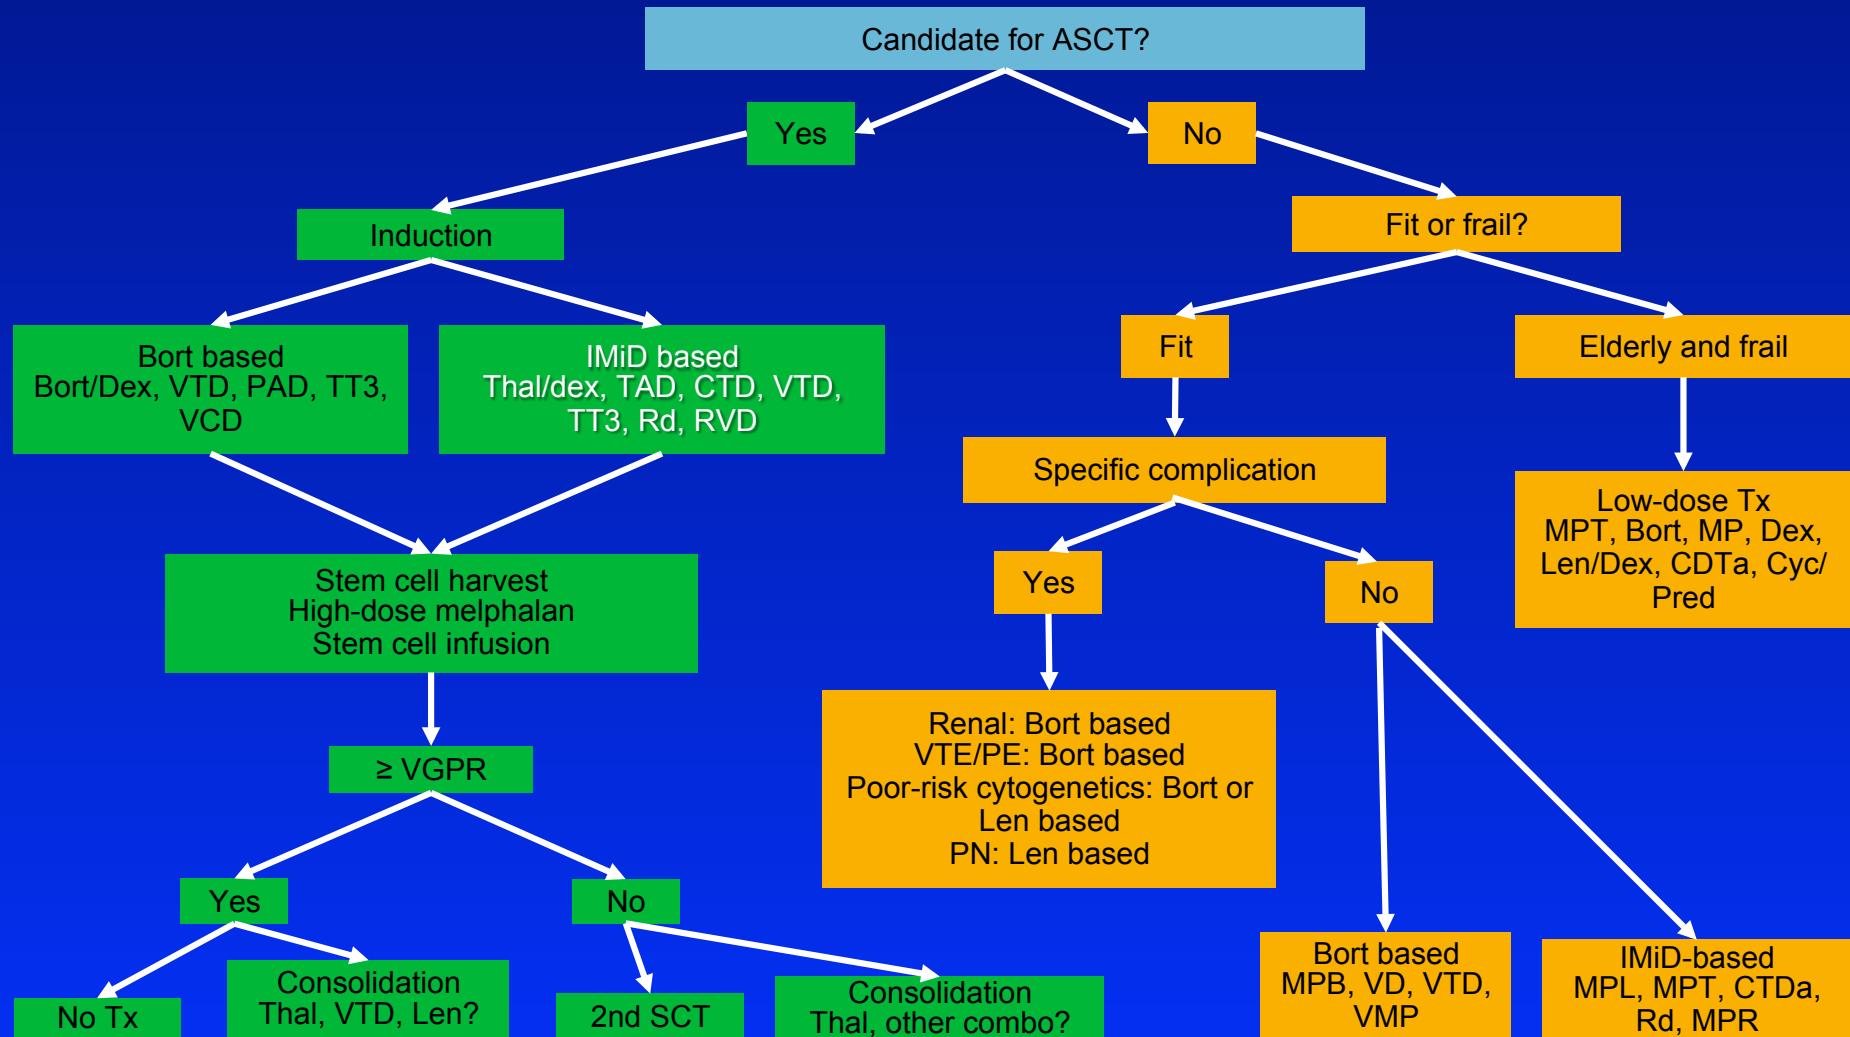 Candidate for ASCT?
Yes
No
Induction
Fit or frail?
Bort based
Bort/Dex, VTD, PAD, TT3,
VCD
IMiD based
Thal/dex, TAD, CTD, VTD,
TT3, Rd, RVD
Fit
Elderly and frail
Specific complication
Low-dose Tx
MPT, Bort, MP, Dex,
Len/Dex, CDTa, Cyc/
Pred
Stem cell harvest
High-dose melphalan
Stem cell infusion
Yes
No
Renal: Bort based
VTE/PE: Bort based
Poor-risk cytogenetics: Bort or
Len based
PN: Len based
≥ VGPR
Yes
No
No Tx
Consolidation
Thal, VTD, Len?
2nd SCT
Consolidation
Thal, other combo?
Bort based
MPB, VD, VTD,
VMP
IMiD-based
MPL, MPT, CTDa,
Rd, MPR